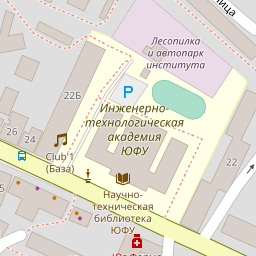 Лесопилка
и автопарк
института
P
22Б
Инженерно-
технологическая
академия
ЮФУ
26
24
Club'1
(База)
22
Научно-
техническая
библиотека
ЮФУ